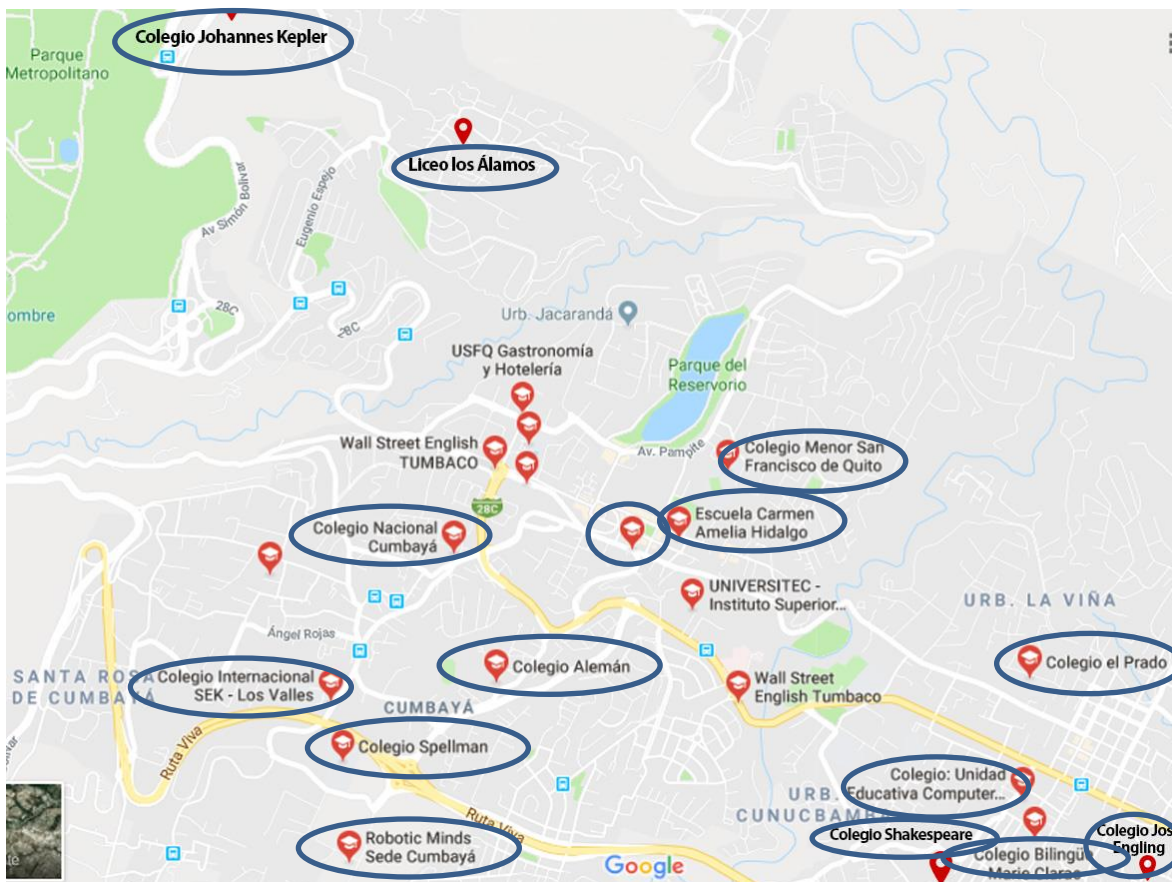 Colegio Johannes Kepler
Parque
Metropolitano
Liceo los Álamos
Av Simón Bolívar
Eugenio Espejo
ombre
28C
28C
Urb. Jacarandá
USFQ Gastronomía
y Hotelería
Parque del
Reservorio
Wall Street English
TUMBACO
Av. Pampite
Colegio Menor San
Francisco de Quito
28C
Colegio Nacional
Cumbayá
Escuela Carmen
Amelia Hidalgo
UNIVERSITEC -
Instituto Superior...
URB. LA VIÑA
Ángel Rojas
SANTA ROSA
DE CUMBAYÁ
Colegio Internacional
SEK - Los Valles
Colegio Alemán
Colegio el Prado
Wall Street
English Tumbaco
CUMBAYÁ
Colegio Spellman
Ruta Viva
Colegio: Unidad
Educativa Computer...
URB.
CUNUCBAMBA
Ruta Viva
Robotic Minds
Sede Cumbayá
Colegio Shakespeare
Colegio Jos
Engling
Colegio Bilingüe
Google